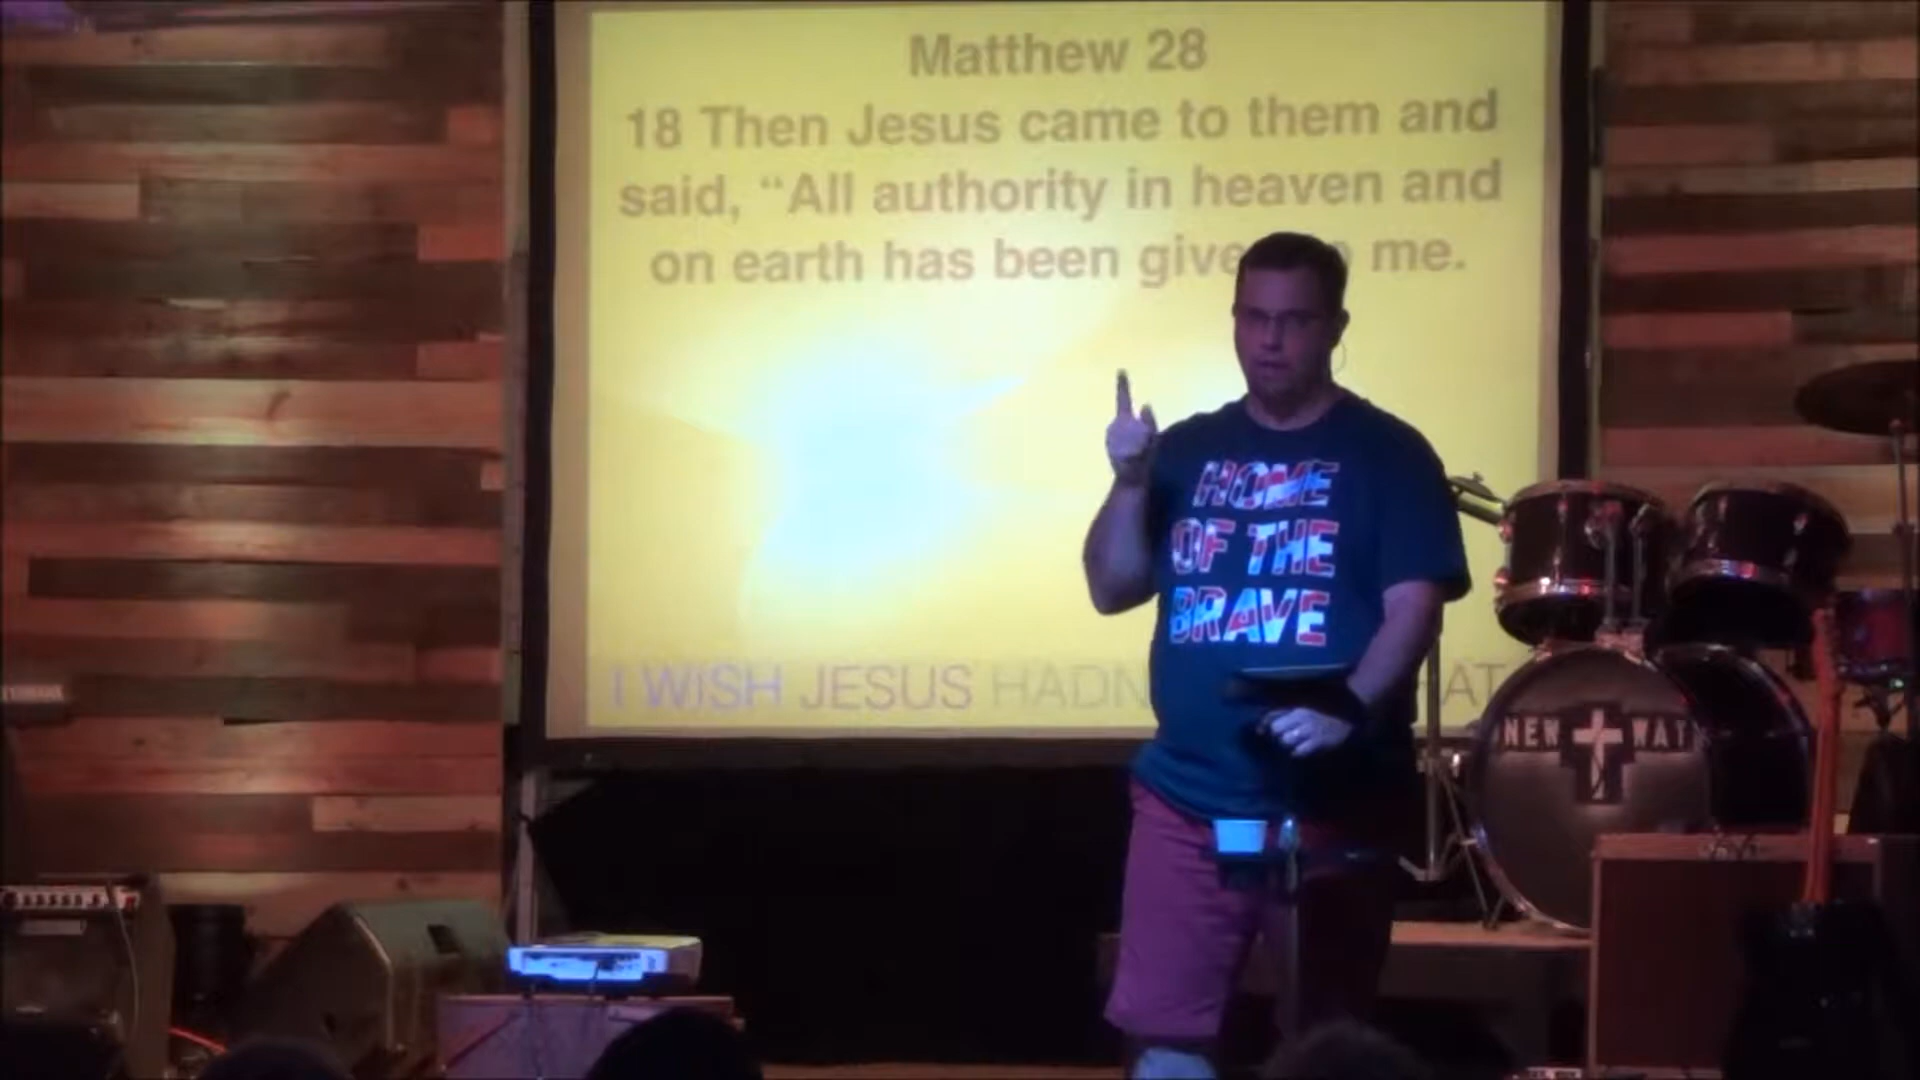 Matthew 28
18 Then Jesus came to them and
said, “All authority in heaven and
on earth has been give me.
I WISH JESUS HADN AT
HOME
OF THE
BRAVE
NEW WAT